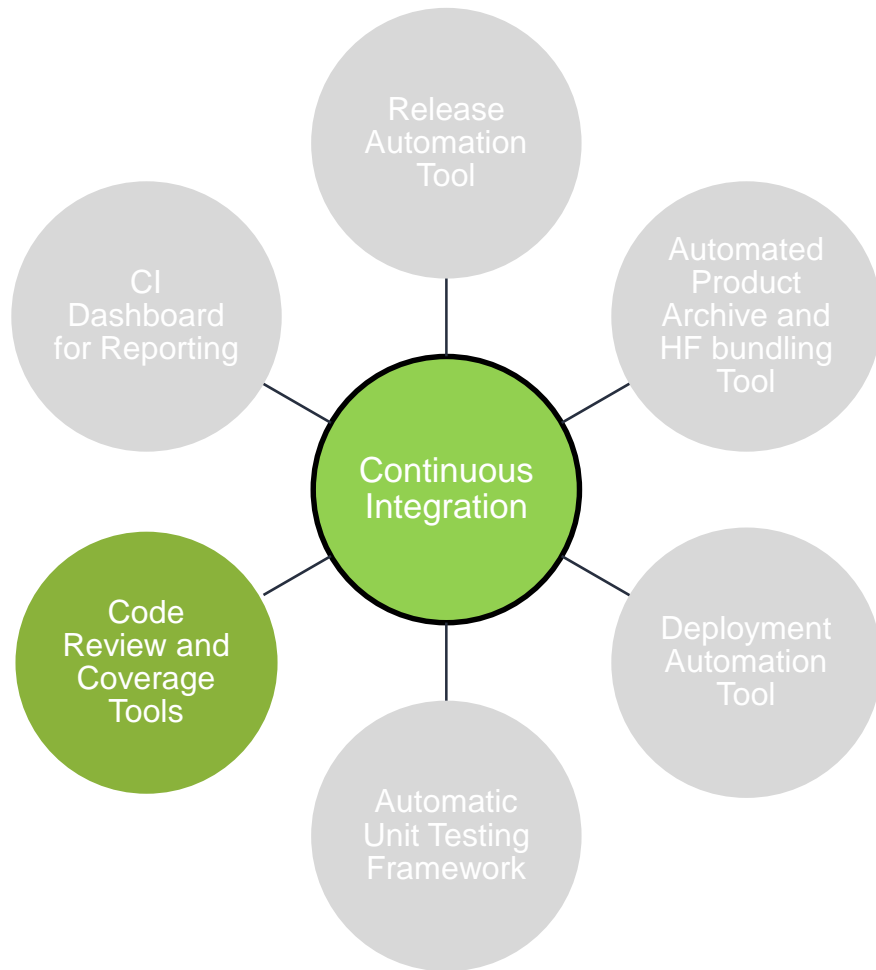 Release
Automation
Tool
CI
Dashboard
for Reporting
Automated
Product
Archive and
HF bundling
Tool
Continuous
Integration
Code
Review and
Coverage
Tools
Deployment
Automation
Tool
Automatic
Unit Testing
Framework